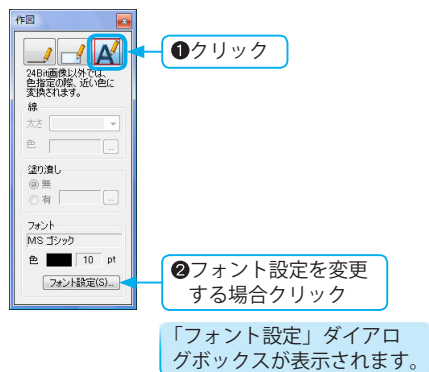 作図
A
24Bit画像以外では、
色指定の際、近い色に
変換されます。
線
太さ
色 ...
塗り潰し
無
有 ...
フォント
MS ゴシック
色 10 pt
フォント設定(S)...
❶クリック
❷フォント設定を変更
する場合クリック
「フォント設定」ダイアロ
グボックスが表示されます。